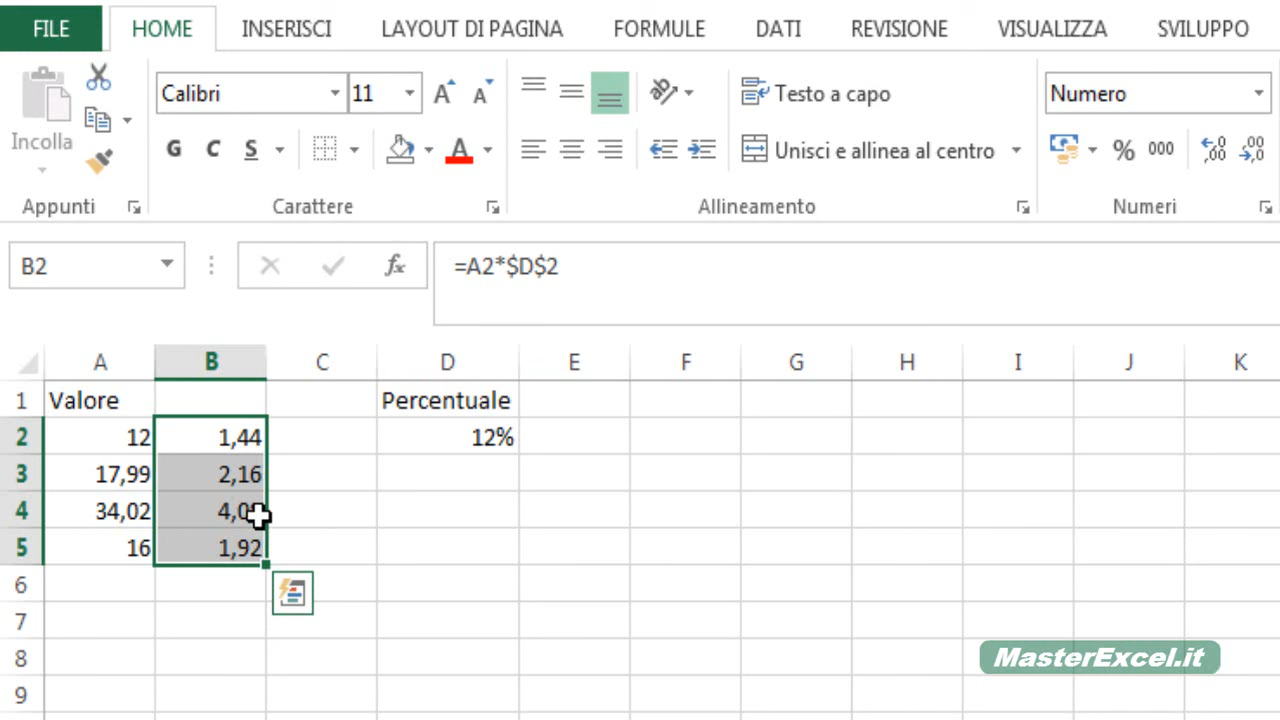 FILE HOME INSERISCI LAYOUT DI PAGINA FORMULE DATI REVISIONE VISUALIZZA SVILUPPO
Calibri 11 A A Testo a capo Numero
Incolla G C S A Unisci e allinea al centro % 000 ,00 ,0
Appunti Carattere Allineamento Numeri
B2 fx =A2*$D$2
A B C D E F G H I J K
1 Valore Percentuale
2 12 1,44 12%
3 17,99 2,16
4 34,02
5 16 1,92
6
7
8
9
MasterExcel.it